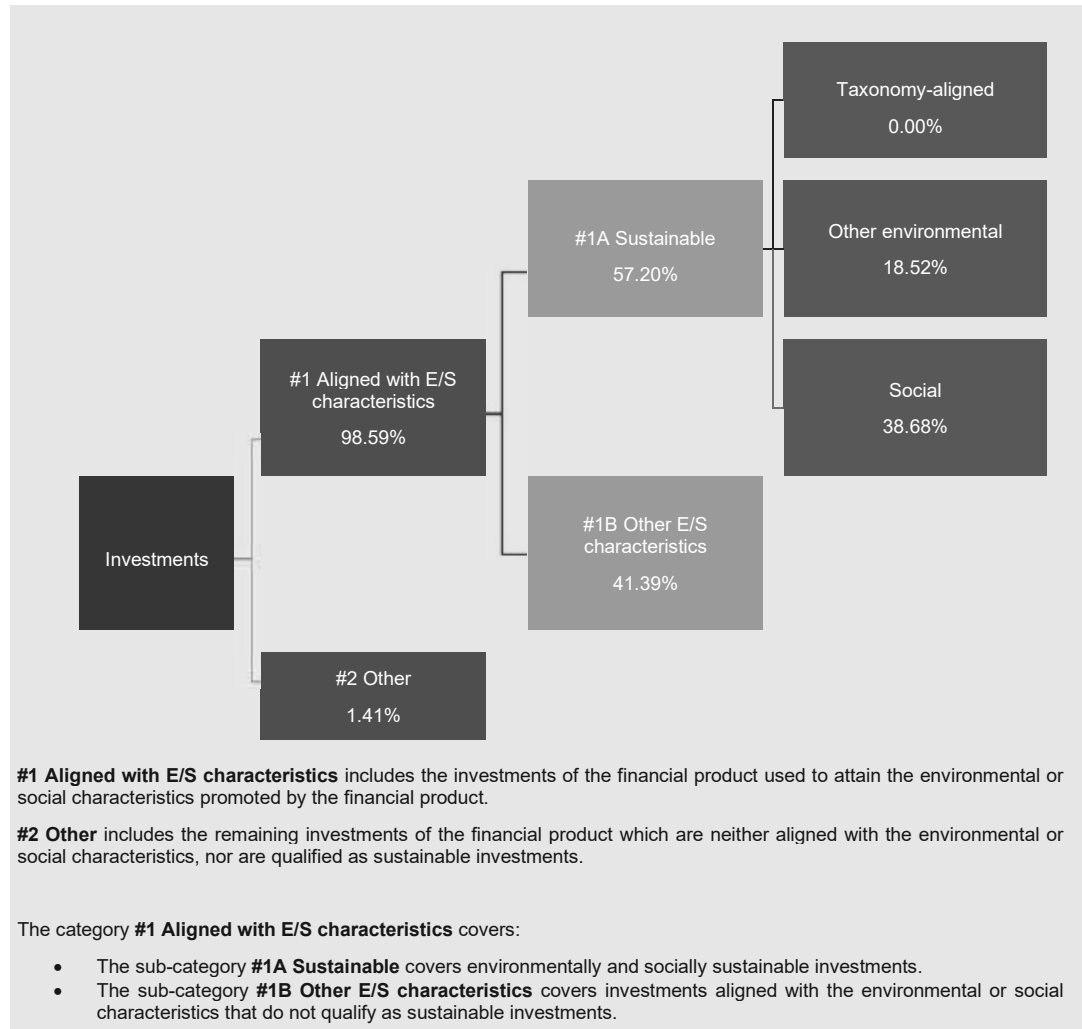 Taxonomy-aligned
0.00%
#1A Sustainable
57.20%
Other environmental
18.52%
#1 Aligned with E/S
characteristics
98.59%
Social
38.68%
Investments
#1B Other E/S
characteristics
41.39%
#2 Other
1.41%
#1 Aligned with E/S characteristics includes the investments of the financial product used to attain the environmental or
social characteristics promoted by the financial product.
#2 Other includes the remaining investments of the financial product which are neither aligned with the environmental or
social characteristics, nor are qualified as sustainable investments.
The category #1 Aligned with E/S characteristics covers:
• The sub-category #1A Sustainable covers environmentally and socially sustainable investments.
• The sub-category #1B Other E/S characteristics covers investments aligned with the environmental or social
characteristics that do not qualify as sustainable investments.